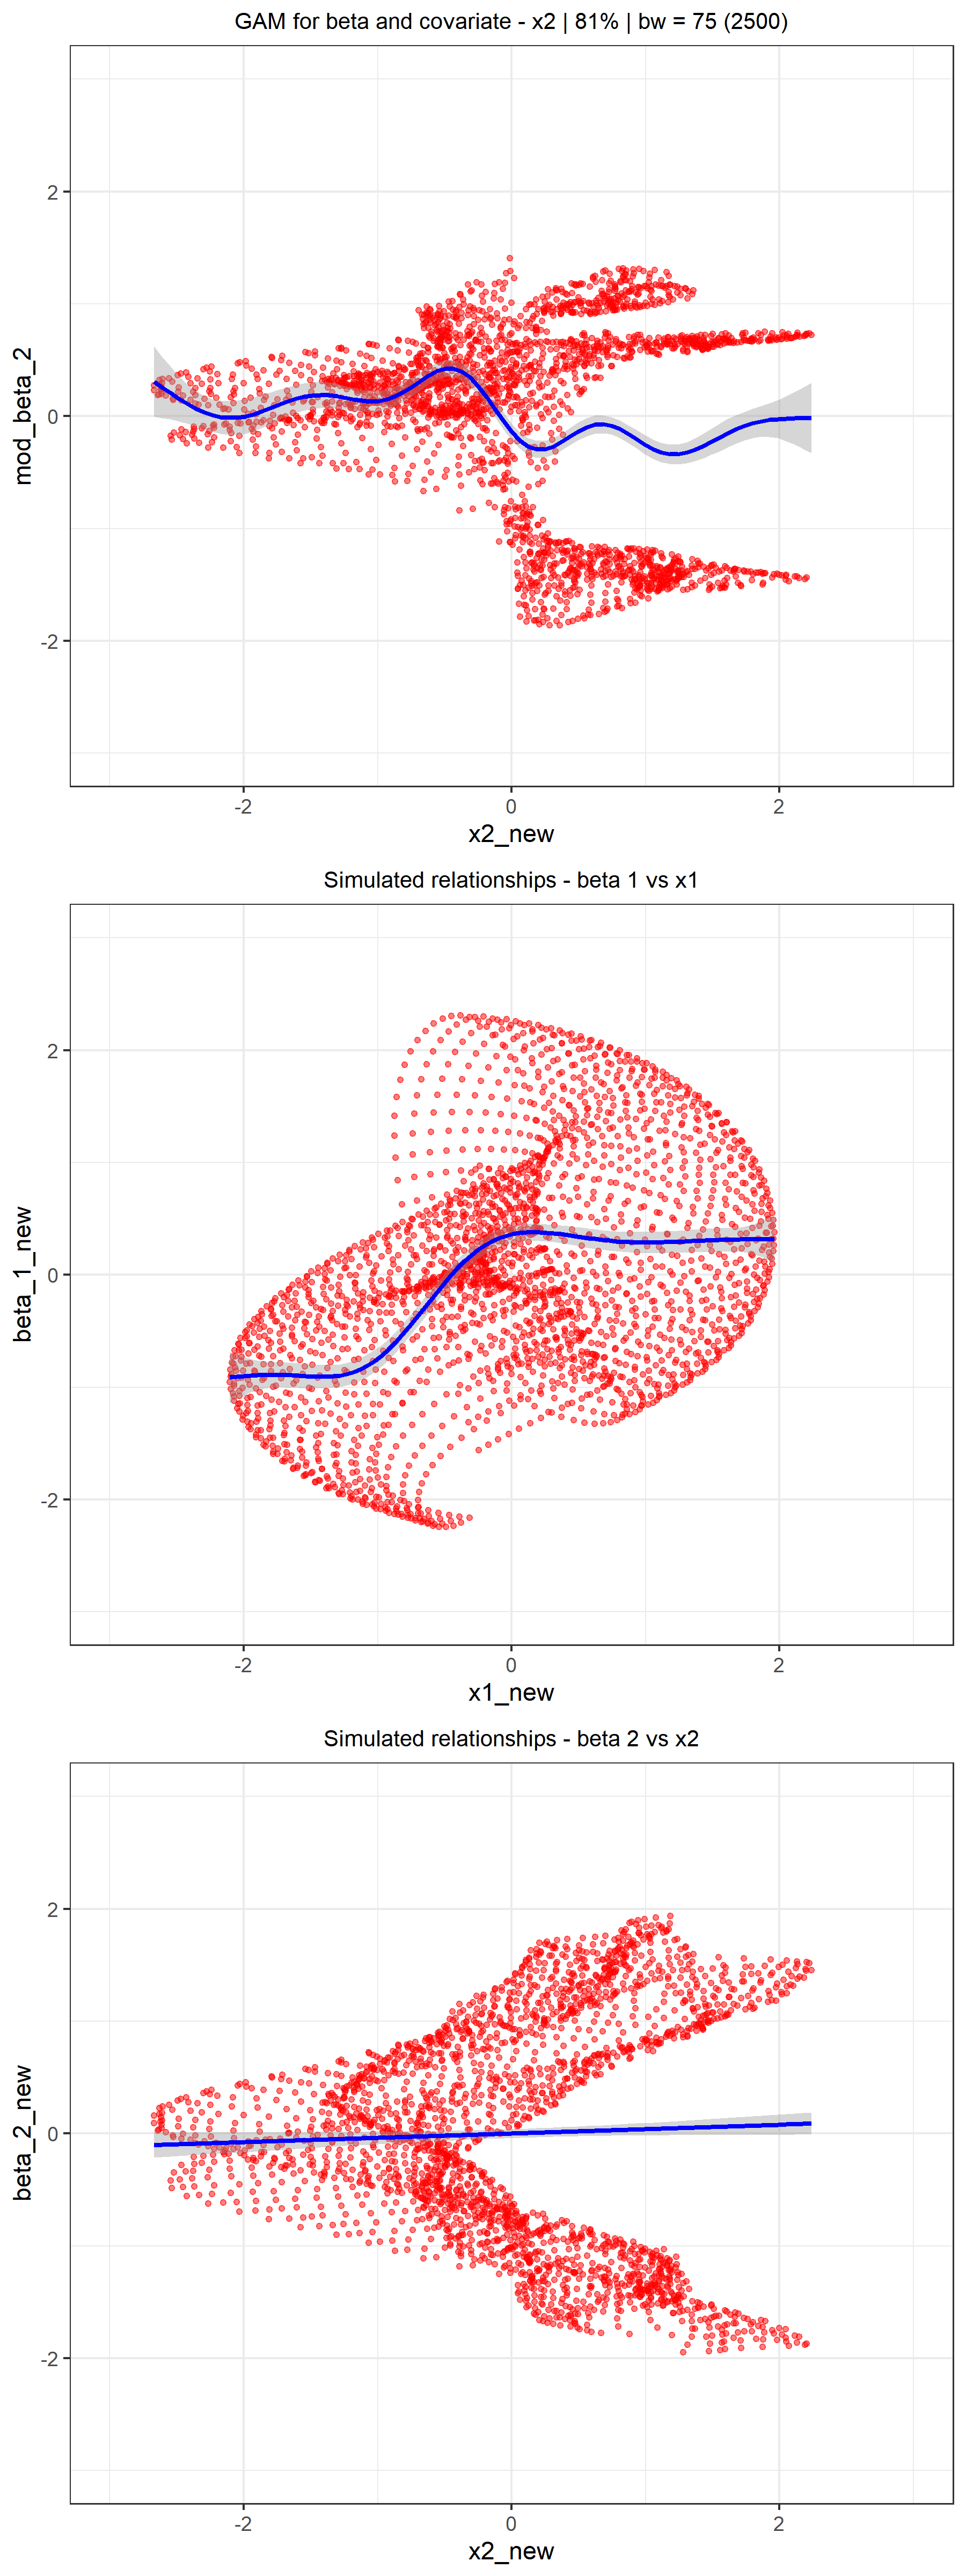 GAM for beta and covariate - x2 | 81% | bw = 75 (2500)
mod_beta_2
2
0
-2
-2 0 2
x2_new
Simulated relationships - beta 1 vs x1
beta_1_new
2
0
-2
-2 0 2
x1_new
Simulated relationships - beta 2 vs x2
beta_2_new
2
0
-2
-2 0 2
x2_new